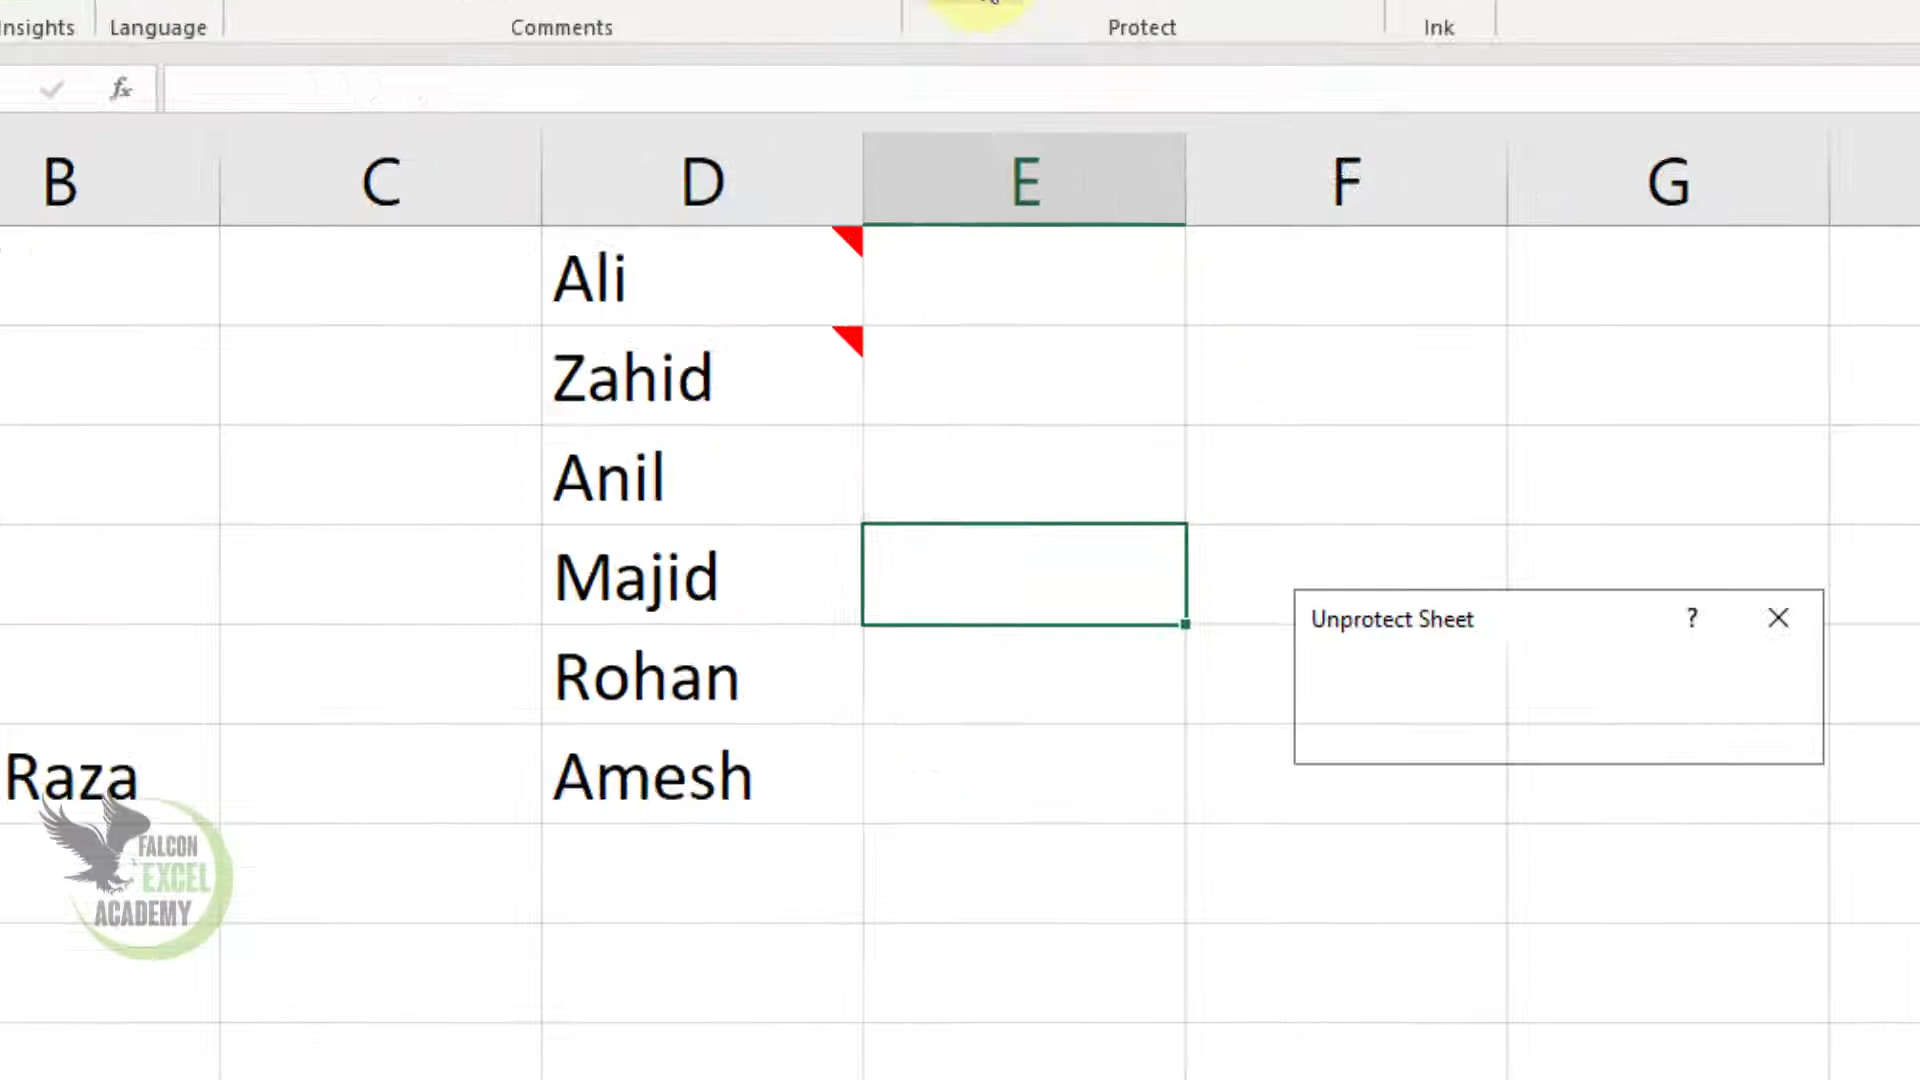 Insights Language Comments Protect Ink
fx
B C D E F G
Ali
Zahid
Anil
Majid
Unprotect Sheet ? ×
Rohan
Raza Amesh
FALCON
EXCEL
ACADEMY